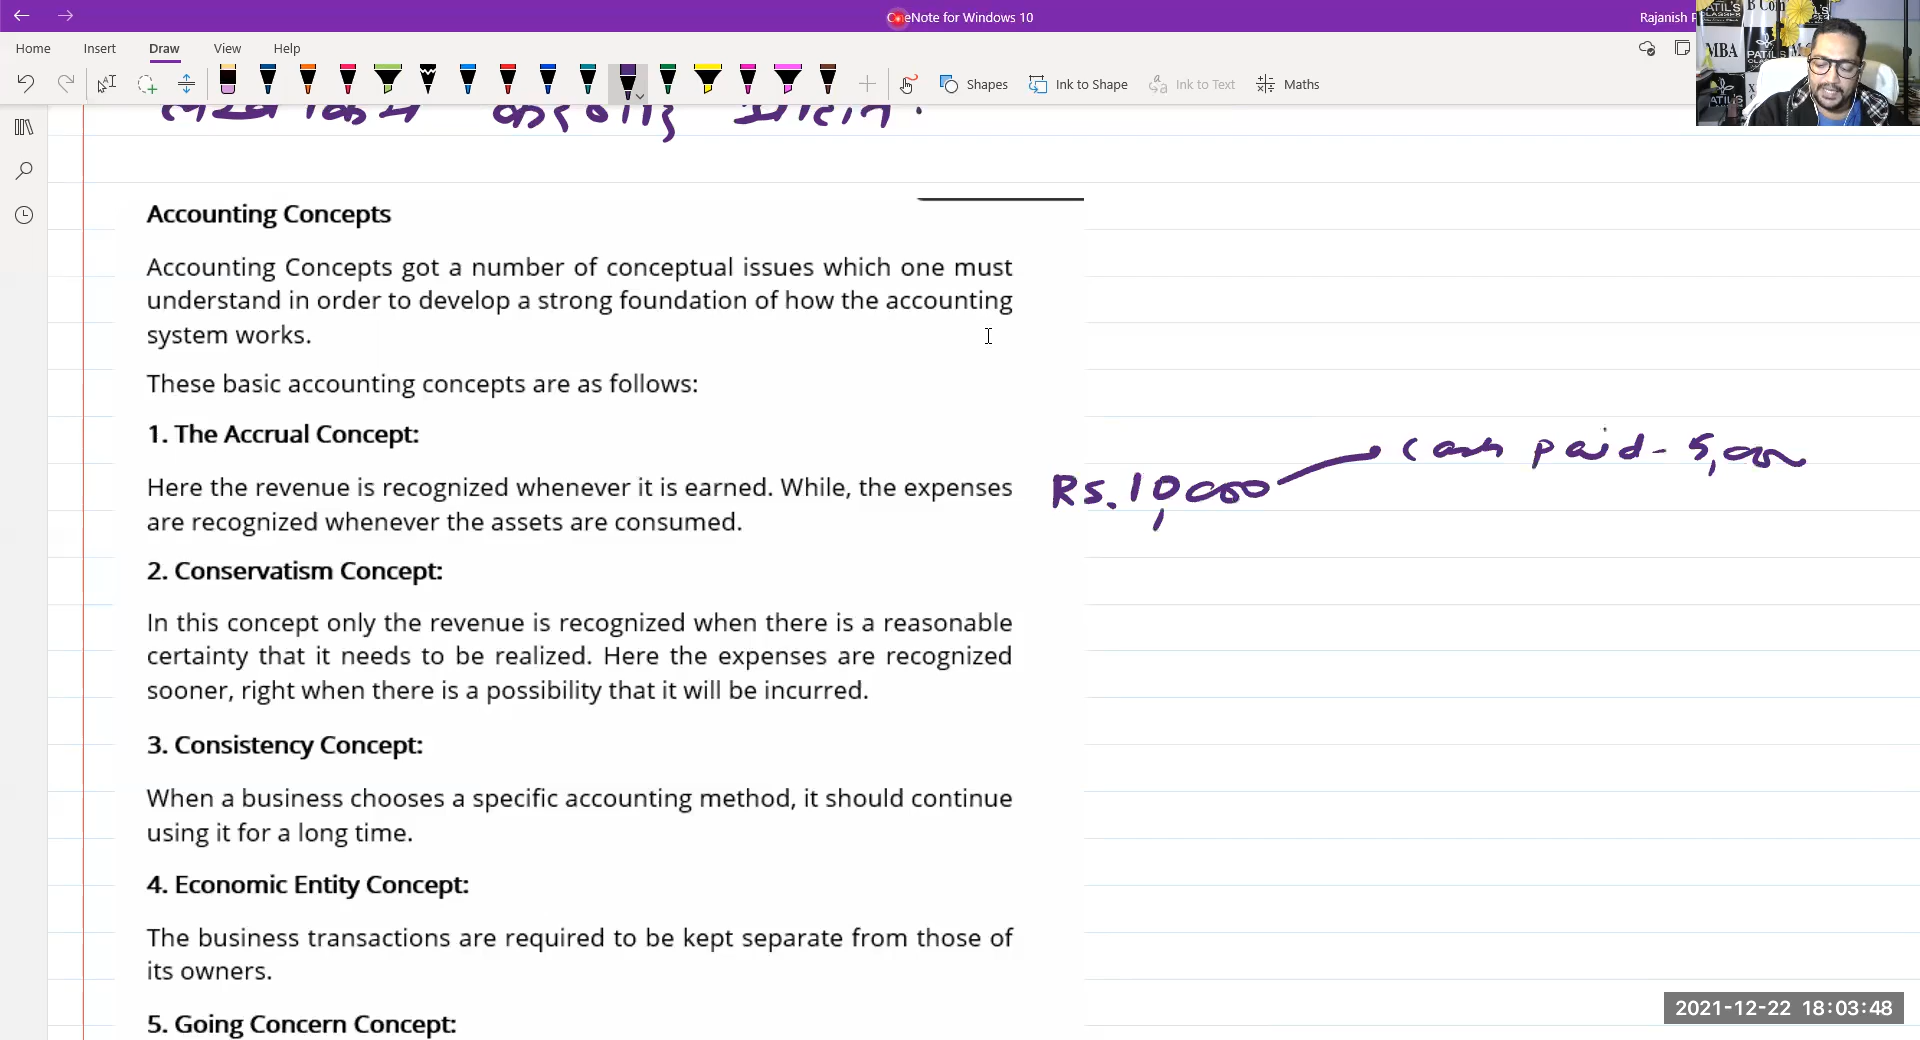 OneNote for Windows 10
Rajanish
Home Insert Draw View Help
Shapes Ink to Shape Ink to Text Maths
B Com
MBA
PATIL'S
Accounting Concepts
Accounting Concepts got a number of conceptual issues which one must
understand in order to develop a strong foundation of how the accounting
system works.
These basic accounting concepts are as follows:
1. The Accrual Concept:
cash paid - 5,000
Rs. 10,000
Here the revenue is recognized whenever it is earned. While, the expenses
are recognized whenever the assets are consumed.
2. Conservatism Concept:
In this concept only the revenue is recognized when there is a reasonable
certainty that it needs to be realized. Here the expenses are recognized
sooner, right when there is a possibility that it will be incurred.
3. Consistency Concept:
When a business chooses a specific accounting method, it should continue
using it for a long time.
4. Economic Entity Concept:
The business transactions are required to be kept separate from those of
its owners.
5. Going Concern Concept:
2021-12-22 18:03:48